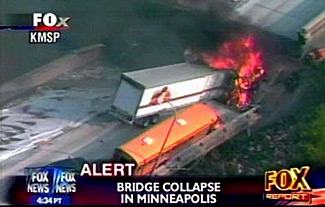 FOX
KMSP
ALERT
FOX
NEWS
FOX
NEWS
4:34 PT
BRIDGE COLLAPSE
IN MINNEAPOLIS
FOX
REPORT